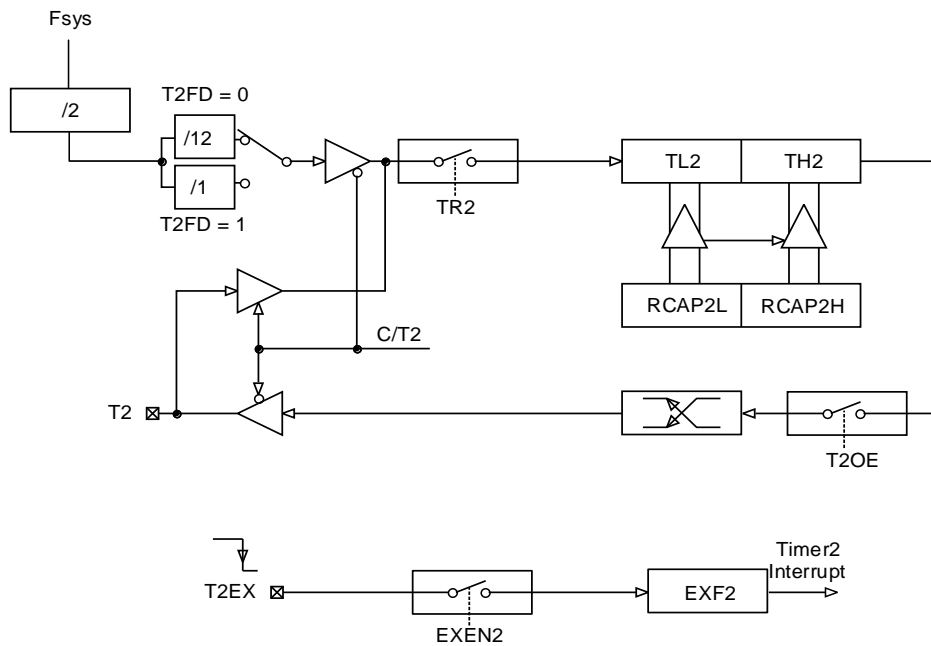 Fsys
/2
T2FD = 0
/12
/1
T2FD = 1
TR2
TL2
TH2
RCAP2L
RCAP2H
C/T2
T2
T2OE
T2EX
EXEN2
EXF2
Timer2
Interrupt